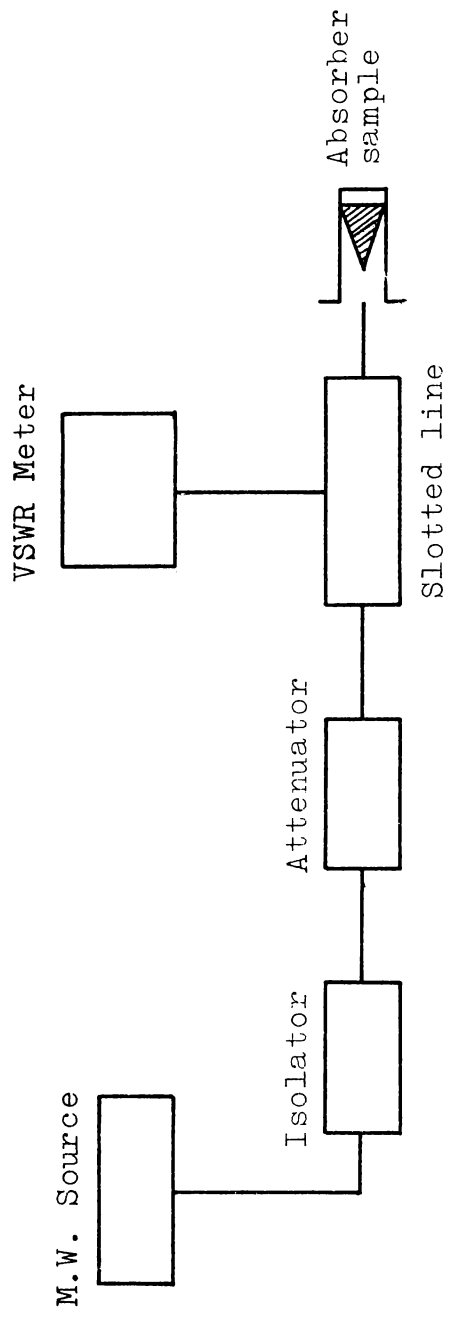 M.W. Source
VSWR Meter
Isolator
Attenuator
Slotted line
Absorber
sample